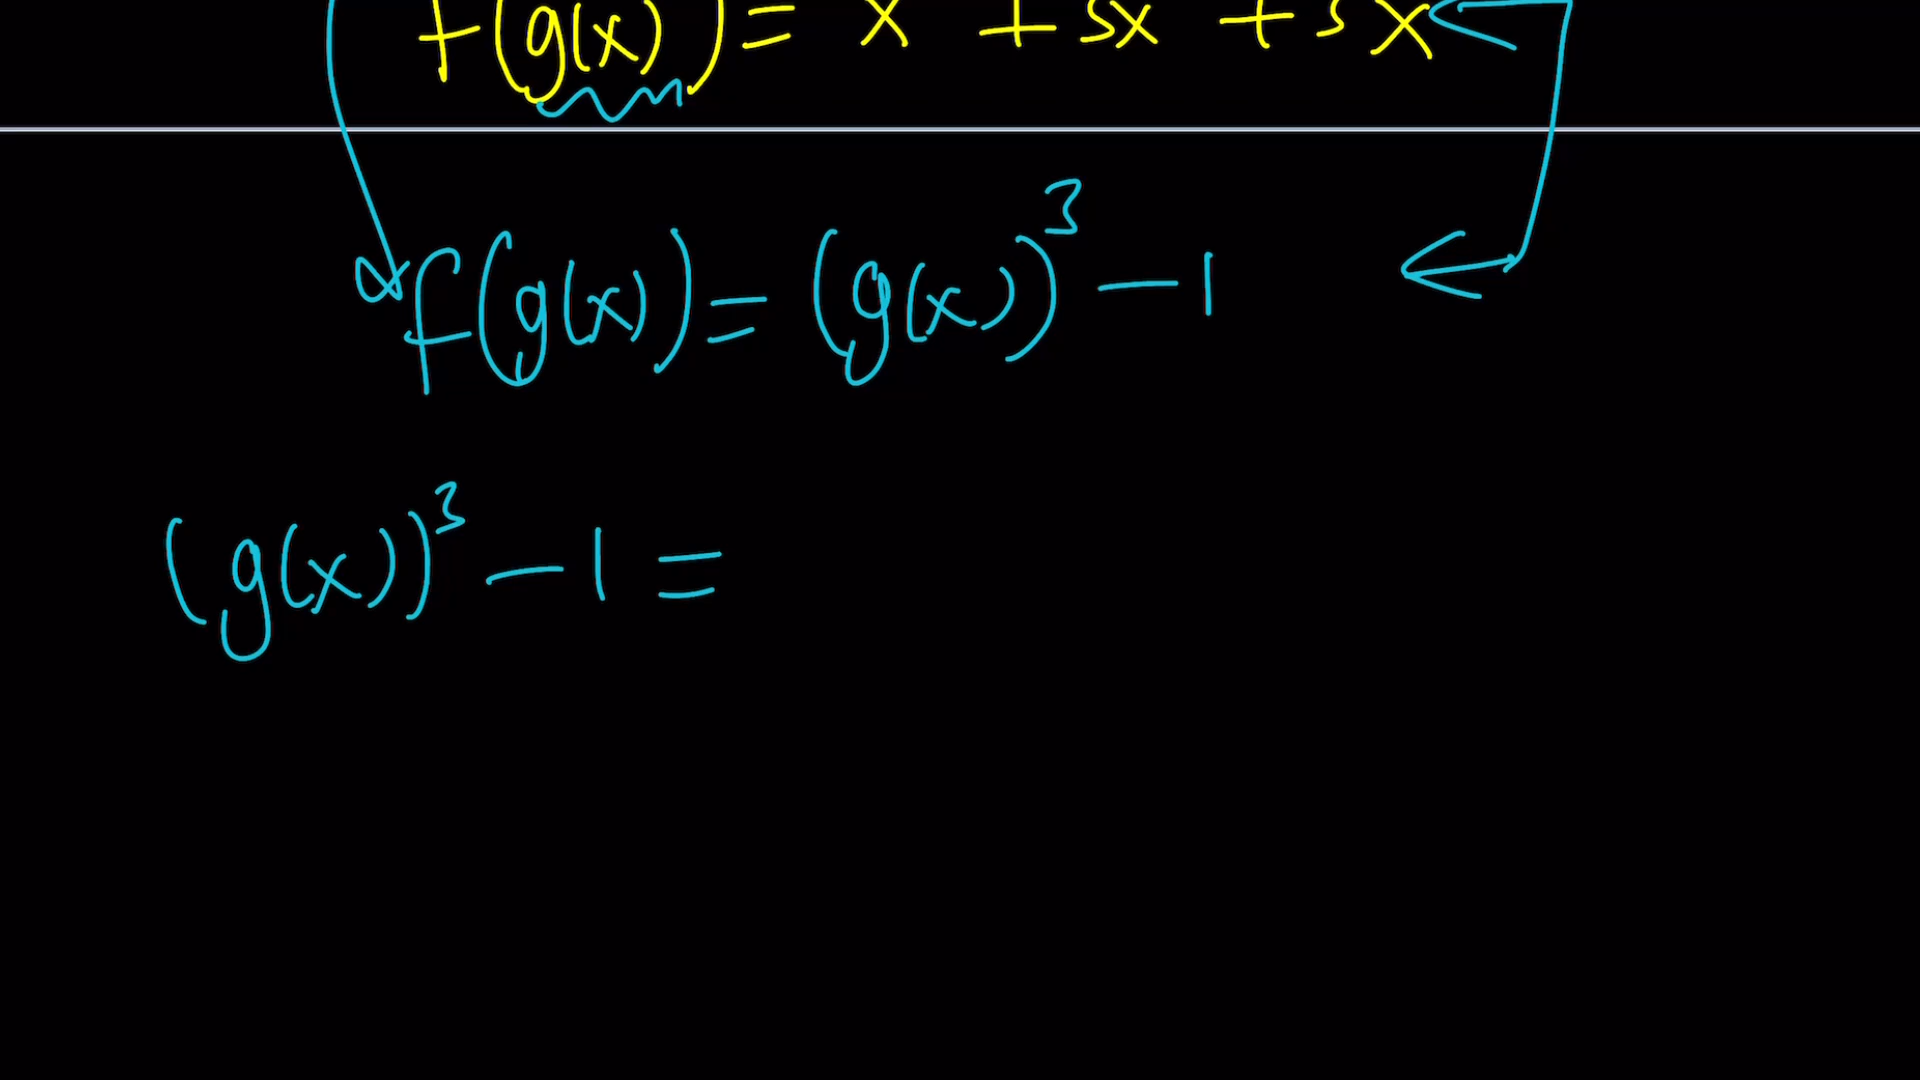 f(g(x)) = x + 3x + 3x
f(g(x)) = (g(x))³ - 1
(g(x))³ - 1 =